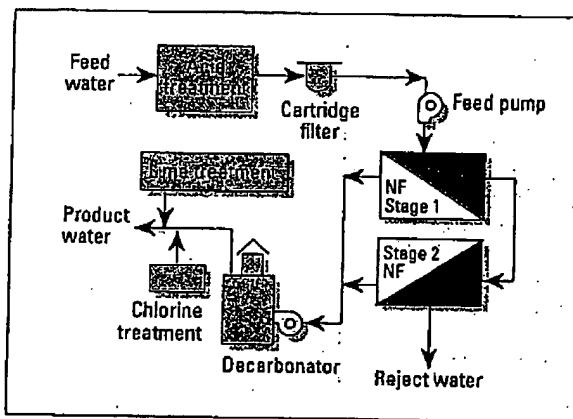 Feed
water
Acid
treatment
Cartridge
filter
Feed pump
Lime treatment
NF
Stage 1
Product
water
Stage 2
NF
Chlorine
treatment
Decarbonator
Reject water